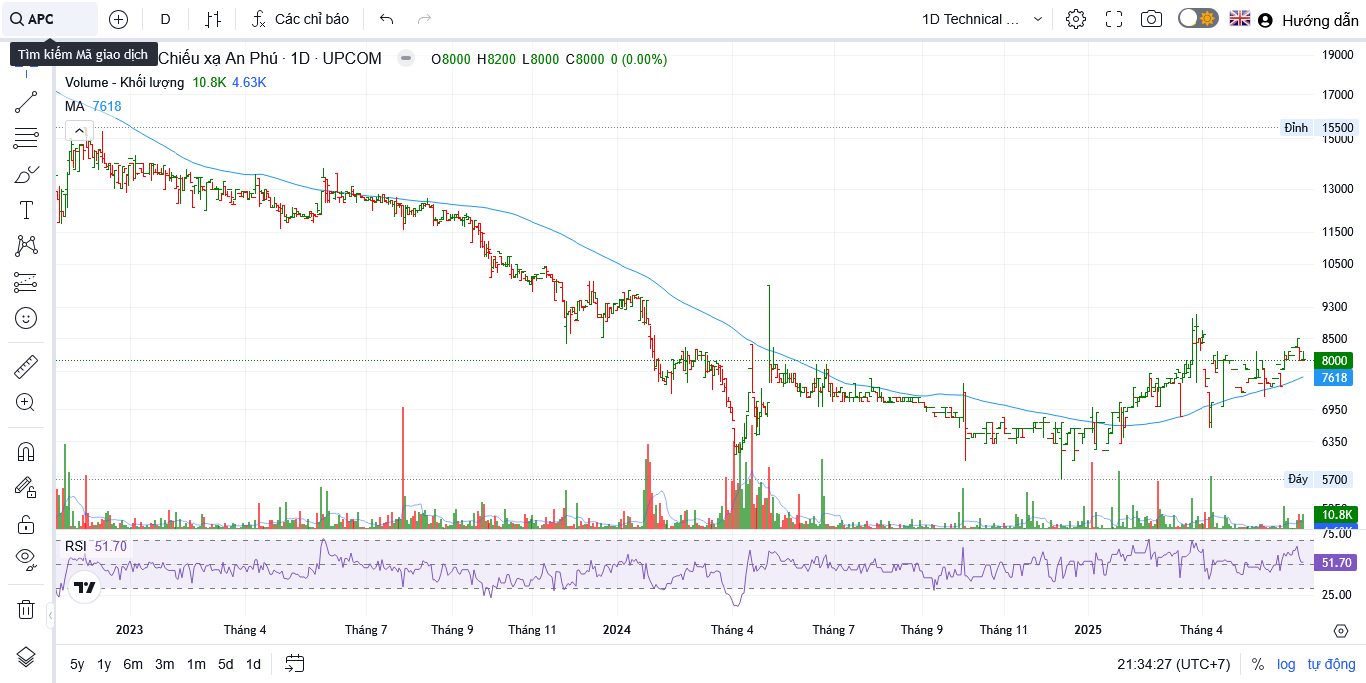 APC
D
Các chỉ báo
1D Technical ...
Hướng dẫn
Tìm kiếm Mã giao dịch
Chiếu xạ An Phú · 1D · UPCOM
O8000 H8200 L8000 C8000 0 (0.00%)
Volume - Khối lượng 10.8K 4.63K
MA 7618
19000
17000
Đỉnh 15500
15000
13000
11500
10500
9300
8500
8000
7618
6950
6350
Đáy 5700
10.8K
75.00
RSI 51.70
51.70
25.00
2023 Tháng 4 Tháng 7 Tháng 9 Tháng 11 2024 Tháng 4 Tháng 7 Tháng 9 Tháng 11 2025 Tháng 4
5y 1y 6m 3m 1m 5d 1d
21:34:27 (UTC+7) % log tự động